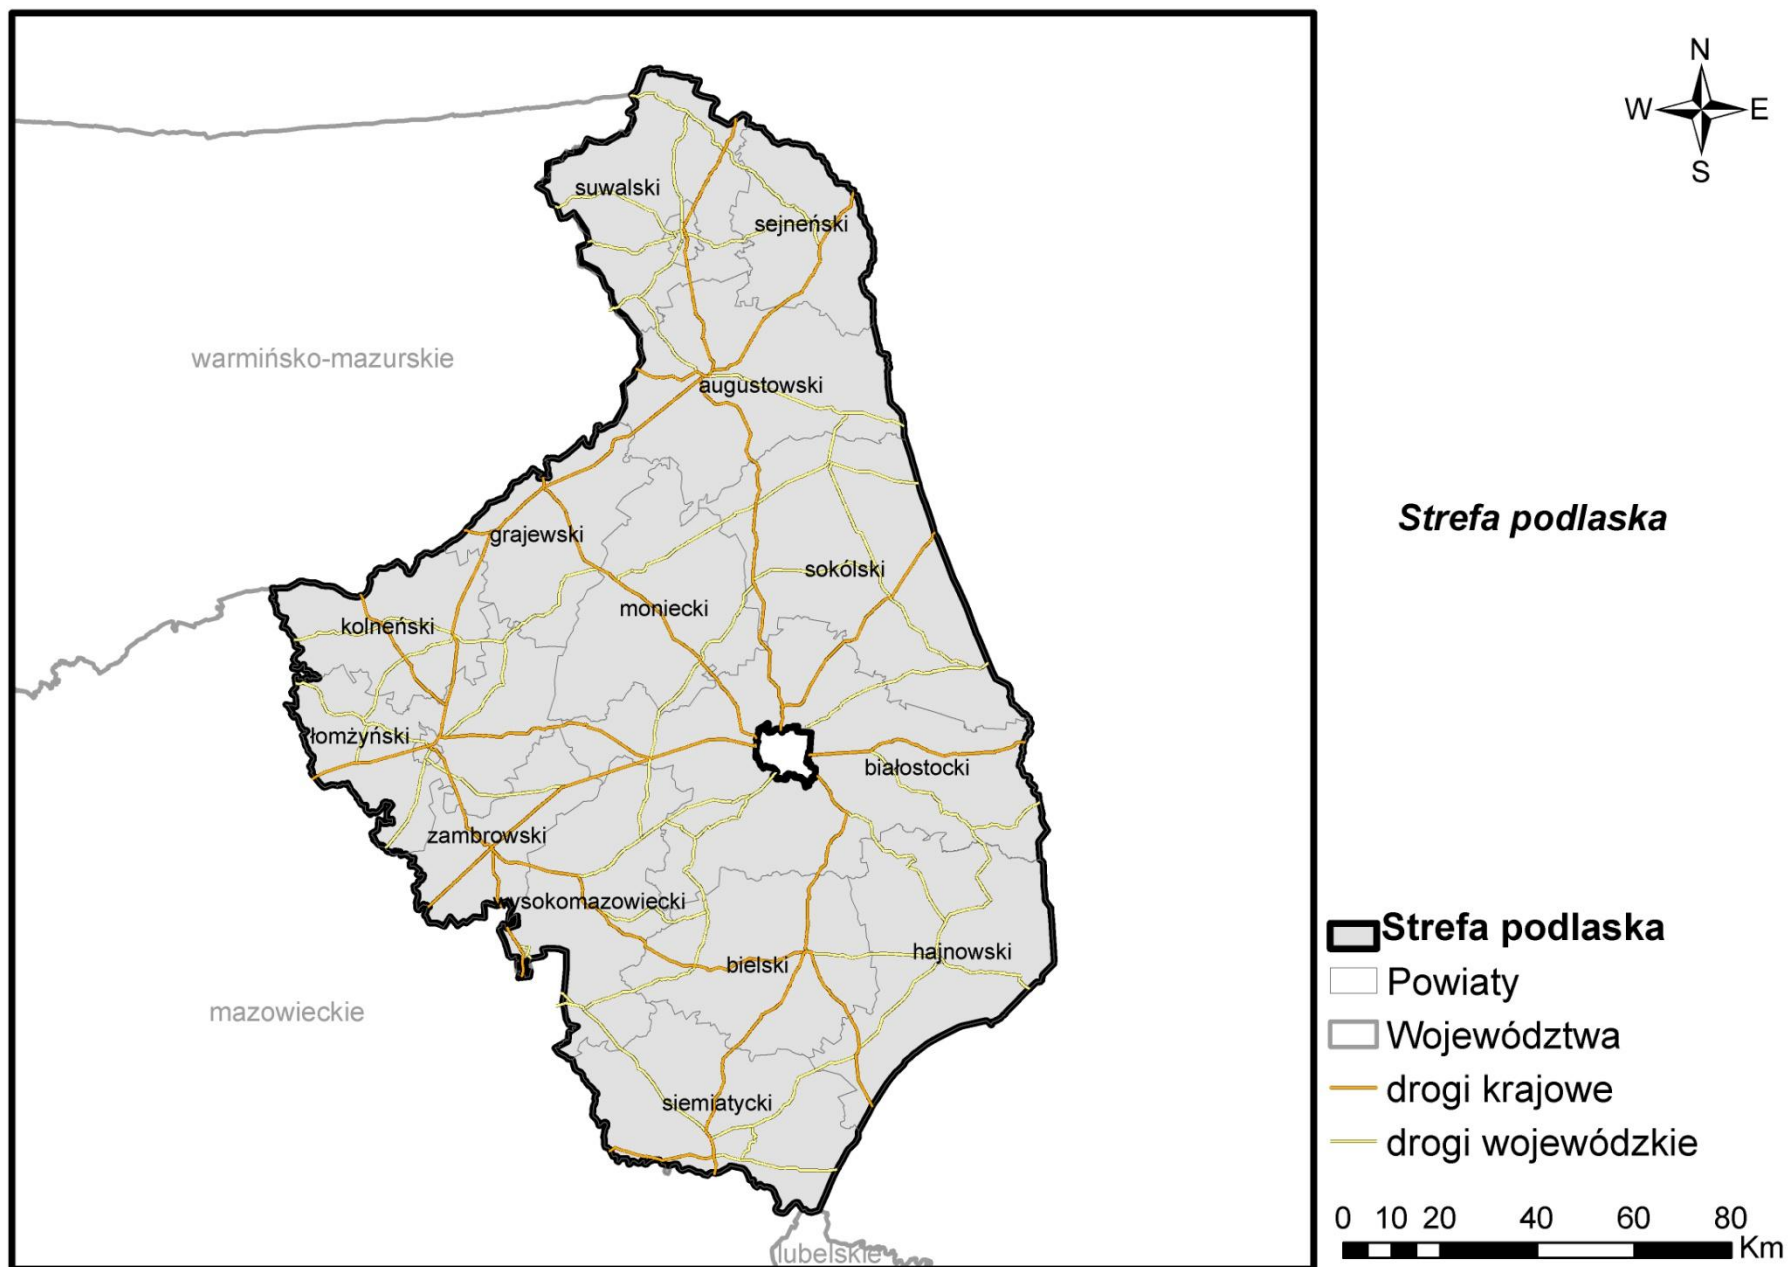 N
W E
S
suwalski
sejneński
warmińsko-mazurskie
augustowski
Strefa podlaska
grajewski
sokólski
moniecki
kolneński
łomżyński
białostocki
zambrowski
wysokomazowiecki
hajnowski
bielski
mazowieckie
siemiatycki
lubelskie
Strefa podlaska
Powiaty
Województwa
drogi krajowe
drogi wojewódzkie
0 10 20 40 60 80
Km